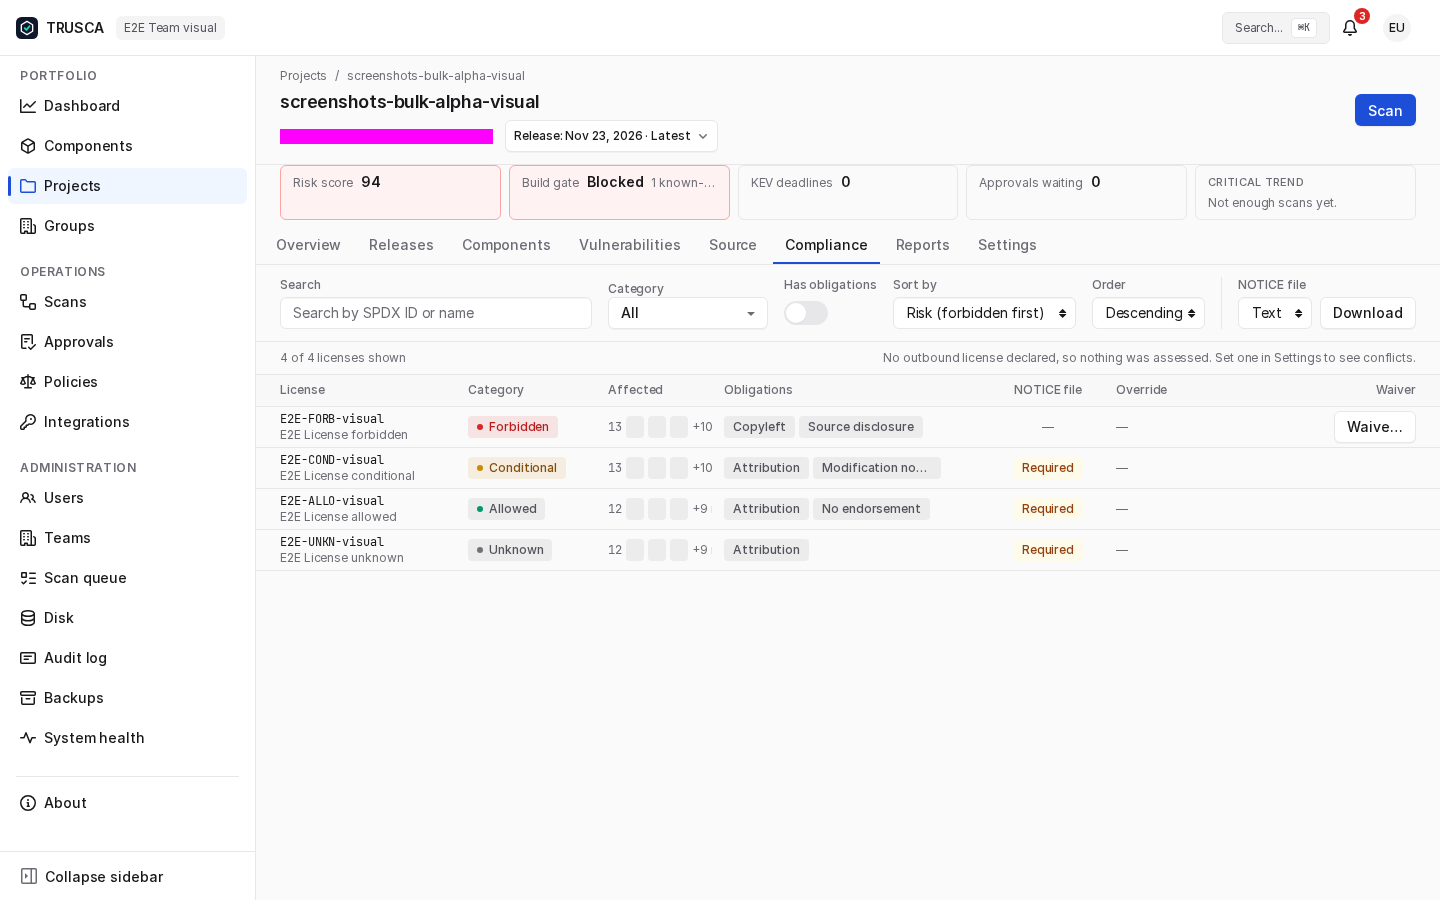 TRUSCA
E2E Team visual
Search...
⌘K
3
EU
PORTFOLIO
Dashboard
Components
Projects
Groups
OPERATIONS
Scans
Approvals
Policies
Integrations
ADMINISTRATION
Users
Teams
Scan queue
Disk
Audit log
Backups
System health
About
Collapse sidebar
Projects / screenshots-bulk-alpha-visual
screenshots-bulk-alpha-visual
Release: Nov 23, 2026 · Latest
Scan
Risk score 94
Build gate Blocked 1 known-...
KEV deadlines 0
Approvals waiting 0
CRITICAL TREND
Not enough scans yet.
Overview Releases Components Vulnerabilities Source Compliance Reports Settings
Search
Search by SPDX ID or name
Category
All
Has obligations
Sort by
Risk (forbidden first)
Order
Descending
NOTICE file
Text
Download
4 of 4 licenses shown
No outbound license declared, so nothing was assessed. Set one in Settings to see conflicts.
License Category Affected Obligations NOTICE file Override Waiver
E2E-FORB-visual
E2E License forbidden
Forbidden 13 +10 Copyleft Source disclosure — — Waive...
E2E-COND-visual
E2E License conditional
Conditional 13 +10 Attribution Modification no... Required —
E2E-ALLO-visual
E2E License allowed
Allowed 12 +9 Attribution No endorsement Required —
E2E-UNKN-visual
E2E License unknown
Unknown 12 +9 Attribution Required —